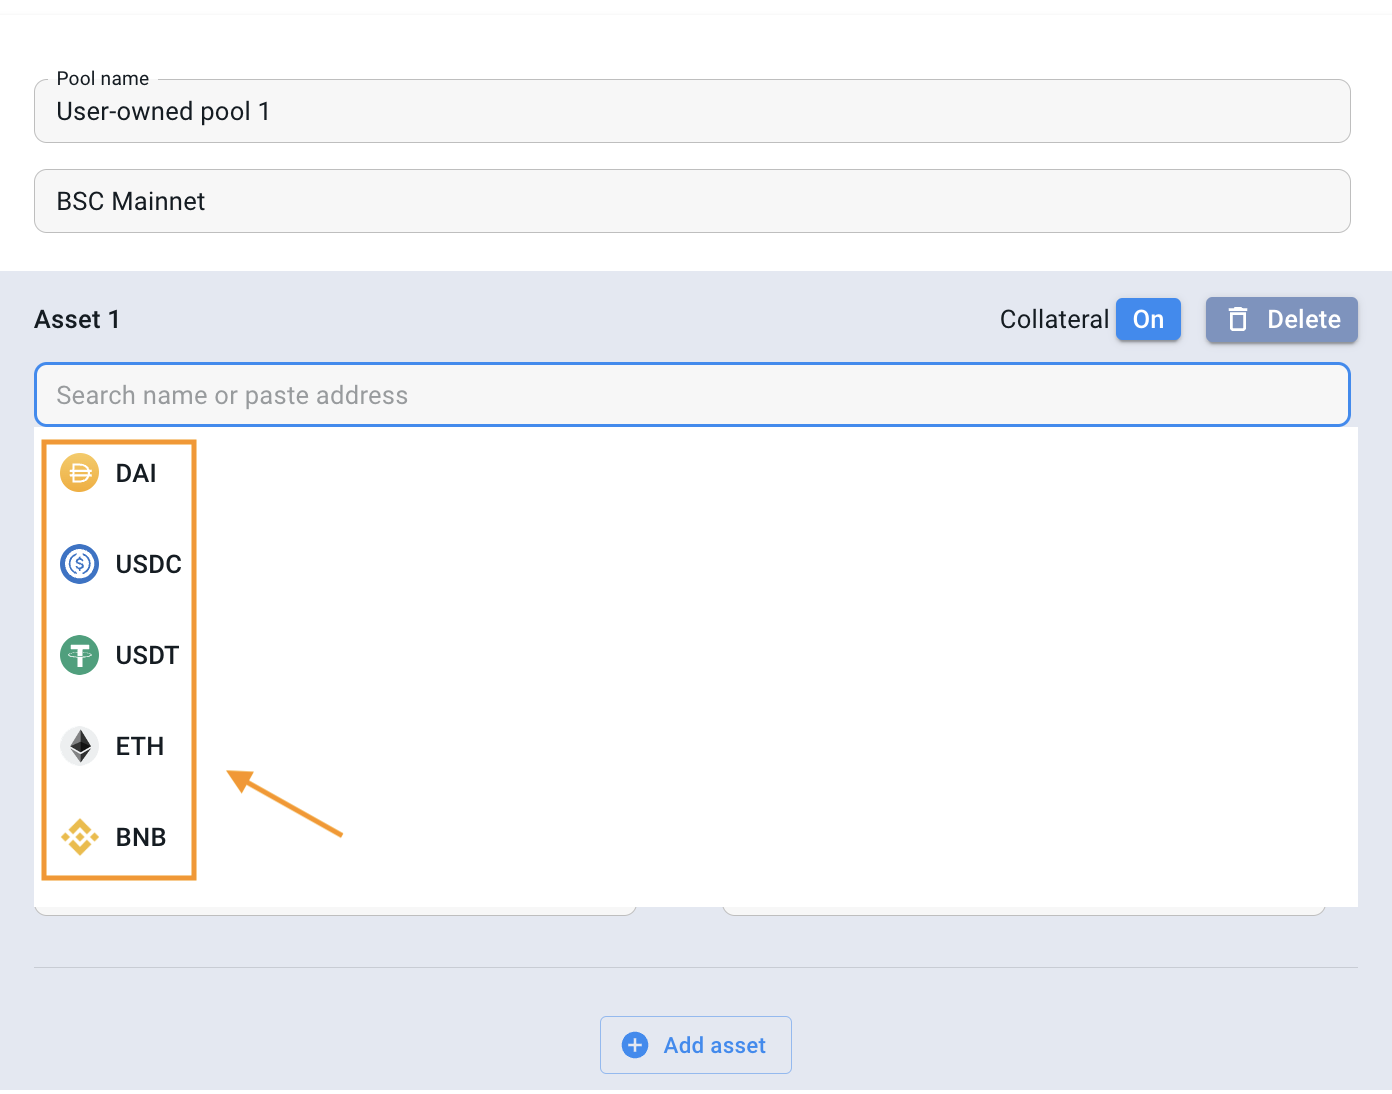 Pool name
User-owned pool 1
BSC Mainnet
Asset 1
Collateral On Delete
Search name or paste address
DAI
USDC
USDT
ETH
BNB
Add asset